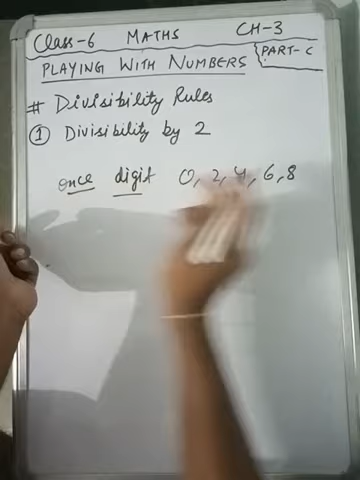 Class-6 MATHS CH-3
PART-C
PLAYING WITH NUMBERS
# Divisibility Rules
① Divisibility by 2
once digit 0, 2, 4, 6, 8